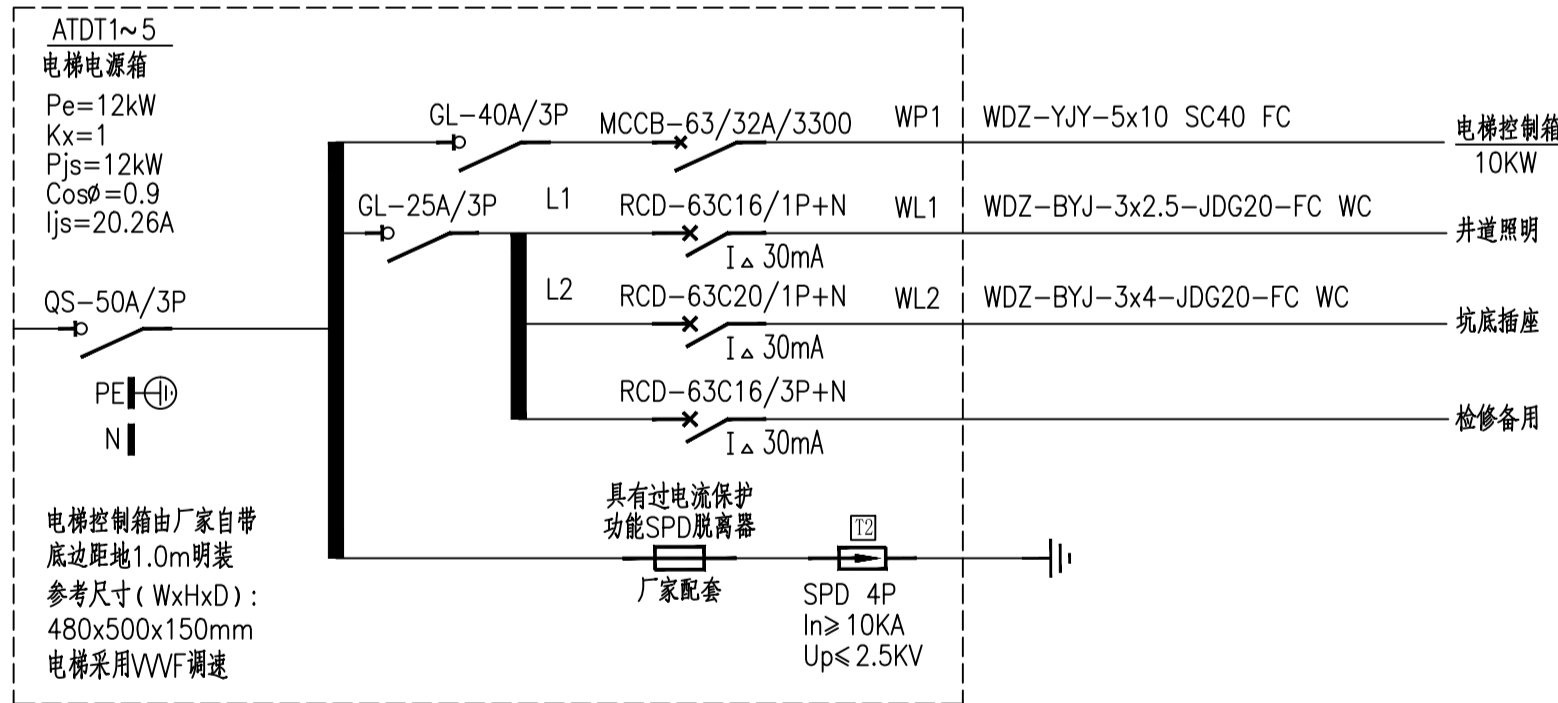 ATDT1~5
电梯电源箱
Pe=12kW
Kx=1
Pjs=12kW
CosØ=0.9
Ijs=20.26A
GL-40A/3P
MCCB-63/32A/3300
WP1
WDZ-YJY-5x10 SC40 FC
电梯控制箱
10KW
GL-25A/3P
L1
RCD-63C16/1P+N
WL1
WDZ-BYJ-3x2.5-JDG20-FC WC
井道照明
I△ 30mA
QS-50A/3P
L2
RCD-63C20/1P+N
WL2
WDZ-BYJ-3x4-JDG20-FC WC
坑底插座
I△ 30mA
PE
N
RCD-63C16/3P+N
检修备用
I△ 30mA
电梯控制箱由厂家自带
底边距地1.0m明装
参考尺寸(WxHxD):
480x500x150mm
电梯采用VVVF调速
具有过电流保护
功能SPD脱离器
厂家配套
T2
SPD 4P
In≥10KA
Up≤2.5KV